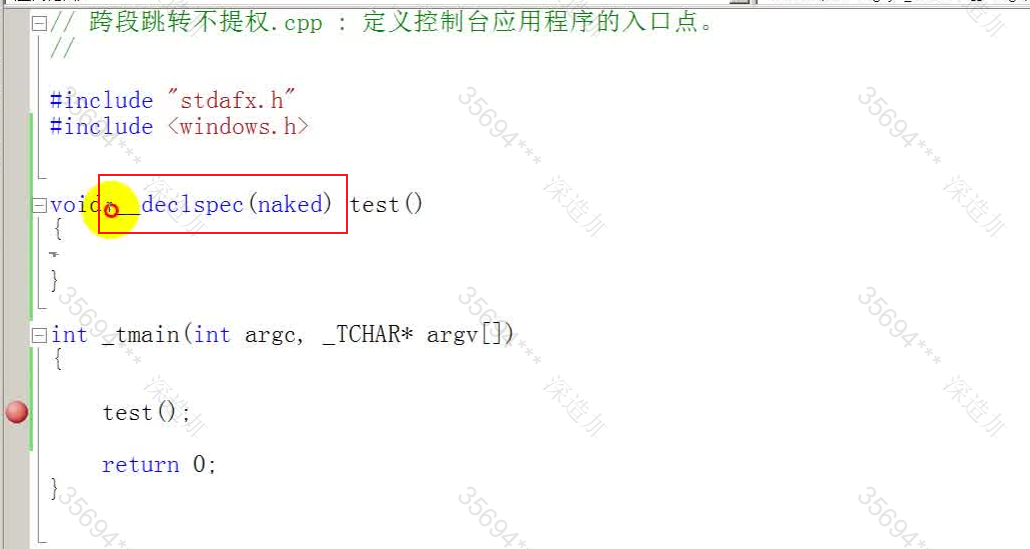 // 跨段跳转不提权.cpp : 定义控制台应用程序的入口点。
//
#include "stdafx.h"
#include <windows.h>
void __declspec(naked) test()
{
}
int _tmain(int argc, _TCHAR* argv[])
{
test();
return 0;
}
35694***
深造加
35694***
深造加
35694***
深造加
35694***
深造加
35694***
深造加
35694***
深造加
35694***
35694***
35694***